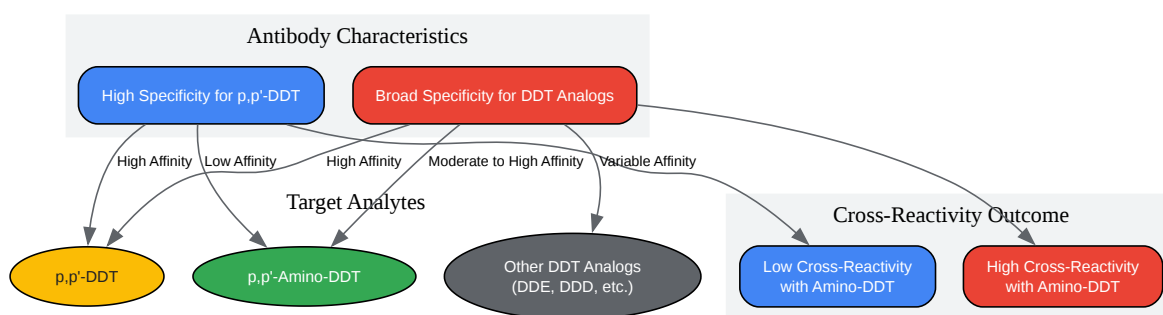 Antibody Characteristics
High Specificity for p,p'-DDT
Broad Specificity for DDT Analogs
High Affinity
Low Affinity
High Affinity
Moderate to High Affinity
Variable Affinity
Target Analytes
Cross-Reactivity Outcome
p,p'-DDT
p,p'-Amino-DDT
Other DDT Analogs
(DDE, DDD, etc.)
Low Cross-Reactivity
with Amino-DDT
High Cross-Reactivity
with Amino-DDT